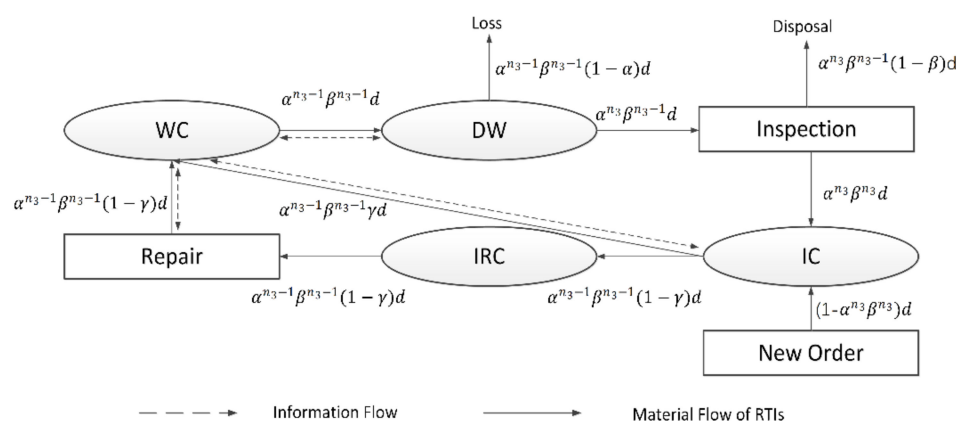 Loss
Disposal
α^{n₃−1}β^{n₃−1}(1 − α)d
α^{n₃}β^{n₃−1}(1 − β)d
α^{n₃−1}β^{n₃−1}d
α^{n₃}β^{n₃−1}d
WC
DW
Inspection
α^{n₃−1}β^{n₃−1}(1 − γ)d
α^{n₃−1}β^{n₃−1}γd
α^{n₃}β^{n₃}d
Repair
IRC
IC
α^{n₃−1}β^{n₃−1}(1 − γ)d
α^{n₃−1}β^{n₃−1}(1 − γ)d
(1-α^{n₃}β^{n₃})d
New Order
Information Flow
Material Flow of RTIs